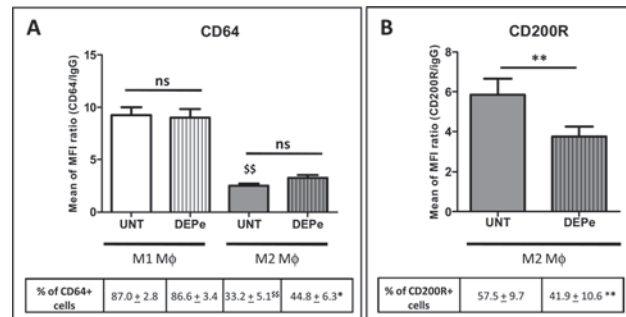 A
CD64
Mean of MFI ratio (CD64/IgG)
15
10
5
0
ns
ns
$$
UNT
DEPe
UNT
DEPe
M1 Mϕ
M2 Mϕ
% of CD64+ cells
87.0 ± 2.8
86.6 ± 3.4
33.2 ± 5.1$$
44.8 ± 6.3*
B
CD200R
Mean of MFI ratio (CD200R/IgG)
8
6
4
2
0
**
UNT
DEPe
M2 Mϕ
% of CD200R+ cells
57.5 ± 9.7
41.9 ± 10.6 **